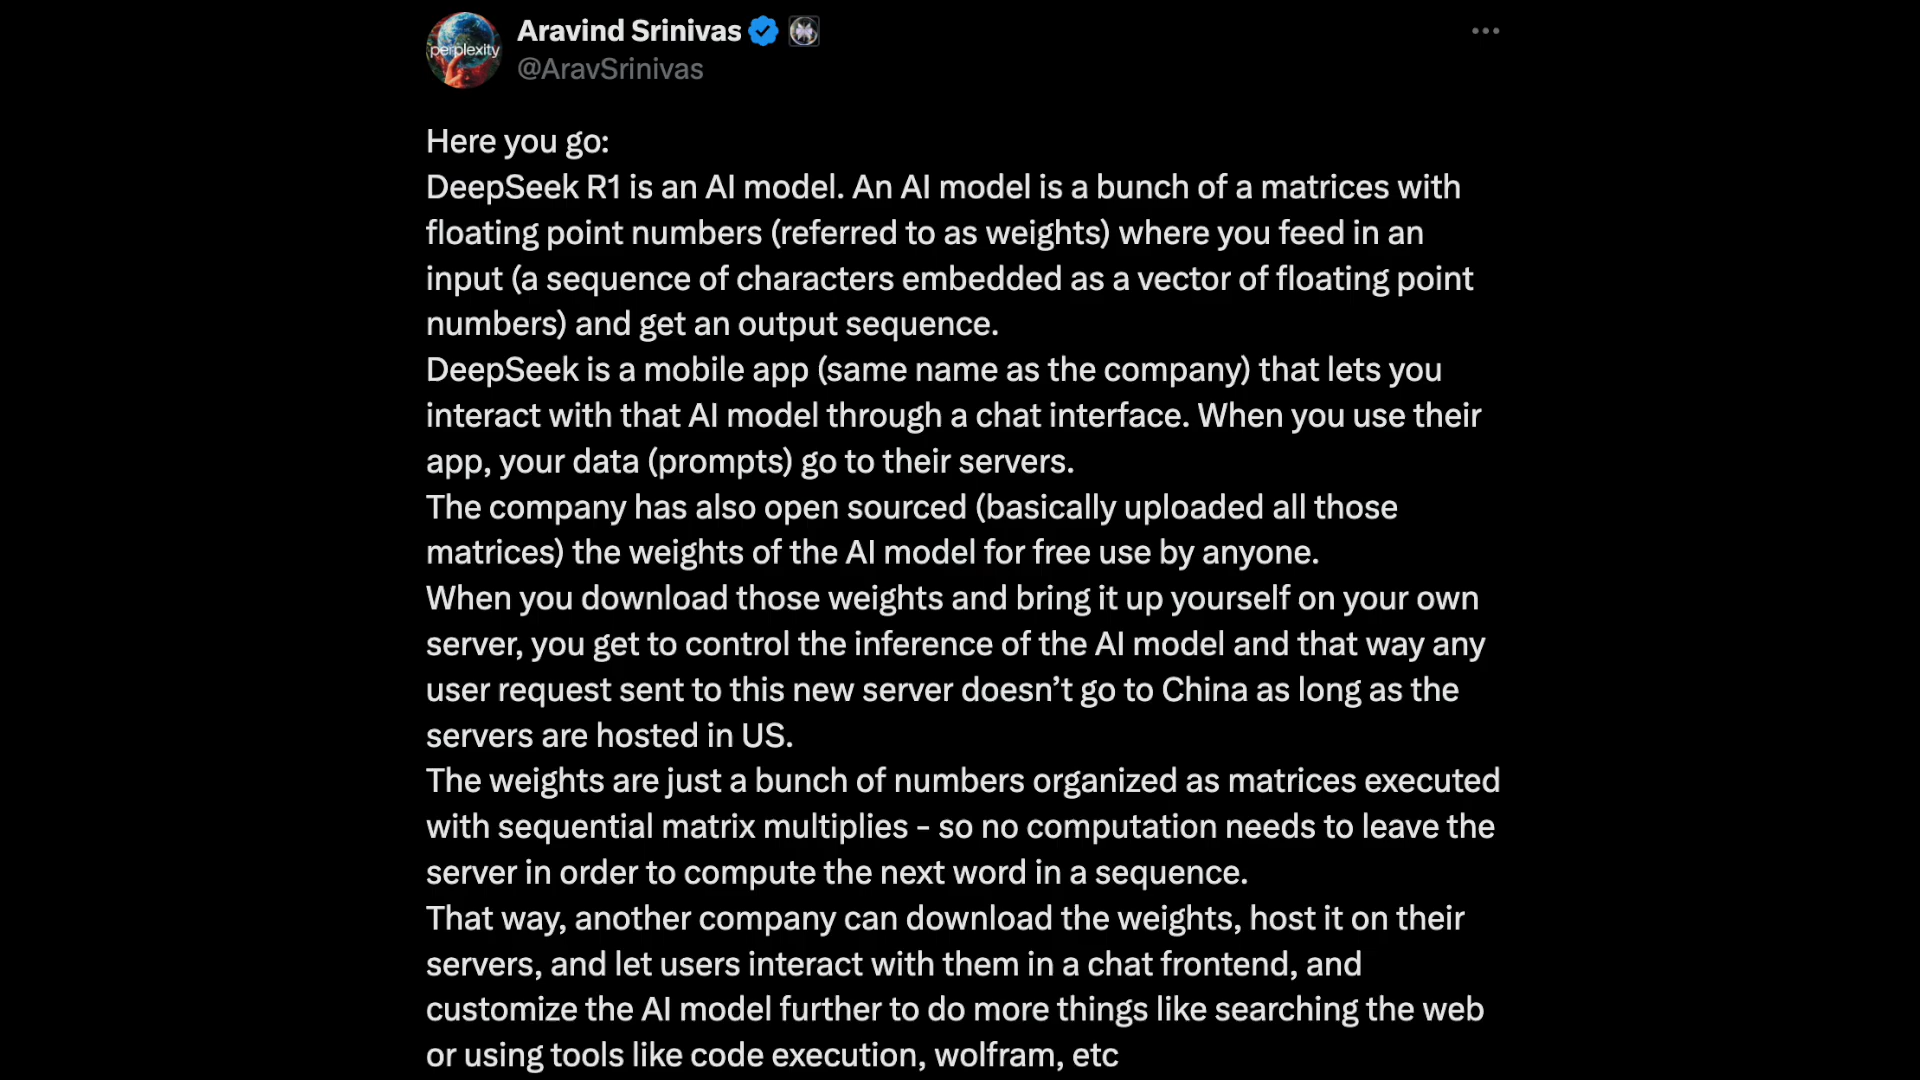 perplexity
Aravind Srinivas
@AravSrinivas
Here you go:
DeepSeek R1 is an AI model. An AI model is a bunch of a matrices with
floating point numbers (referred to as weights) where you feed in an
input (a sequence of characters embedded as a vector of floating point
numbers) and get an output sequence.
DeepSeek is a mobile app (same name as the company) that lets you
interact with that AI model through a chat interface. When you use their
app, your data (prompts) go to their servers.
The company has also open sourced (basically uploaded all those
matrices) the weights of the AI model for free use by anyone.
When you download those weights and bring it up yourself on your own
server, you get to control the inference of the AI model and that way any
user request sent to this new server doesn’t go to China as long as the
servers are hosted in US.
The weights are just a bunch of numbers organized as matrices executed
with sequential matrix multiplies - so no computation needs to leave the
server in order to compute the next word in a sequence.
That way, another company can download the weights, host it on their
servers, and let users interact with them in a chat frontend, and
customize the AI model further to do more things like searching the web
or using tools like code execution, wolfram, etc